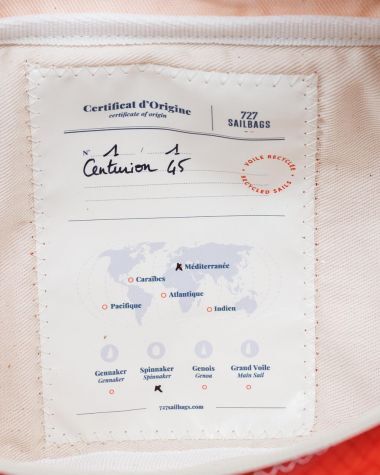 Certificat d'Origine
certificate of origin
727
SAILBAGS
N° 1 / 1
Centurion 45
VOILE RECYCLÉE
RECYCLED SAILS
Méditerranée
Caraïbes
Atlantique
Pacifique
Indien
Gennaker Spinnaker Genois Grand Voile
Gennaker Spinnaker Genoa Main Sail
727sailbags.com